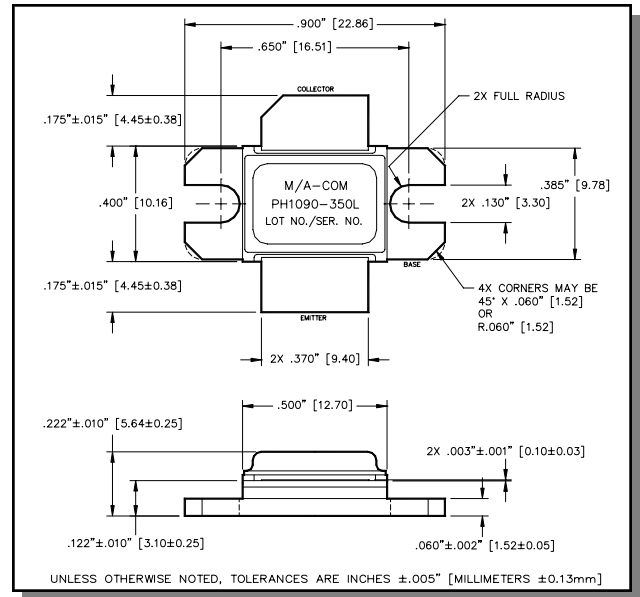 .900" [22.86]
.650" [16.51]
COLLECTOR
2X FULL RADIUS
.175"±.015" [4.45±0.38]
M/A-COM
PH1090-350L
LOT NO./SER. NO.
.400" [10.16]
2X .130" [3.30]
.385" [9.78]
BASE
.175"±.015" [4.45±0.38]
EMITTER
4X CORNERS MAY BE
45° X .060" [1.52]
OR
R.060" [1.52]
2X .370" [9.40]
.500" [12.70]
.222"±.010" [5.64±0.25]
2X .003"±.001" [0.10±0.03]
.122"±.010" [3.10±0.25]
.060"±.002" [1.52±0.05]
UNLESS OTHERWISE NOTED, TOLERANCES ARE INCHES ±.005" [MILLIMETERS ±0.13mm]